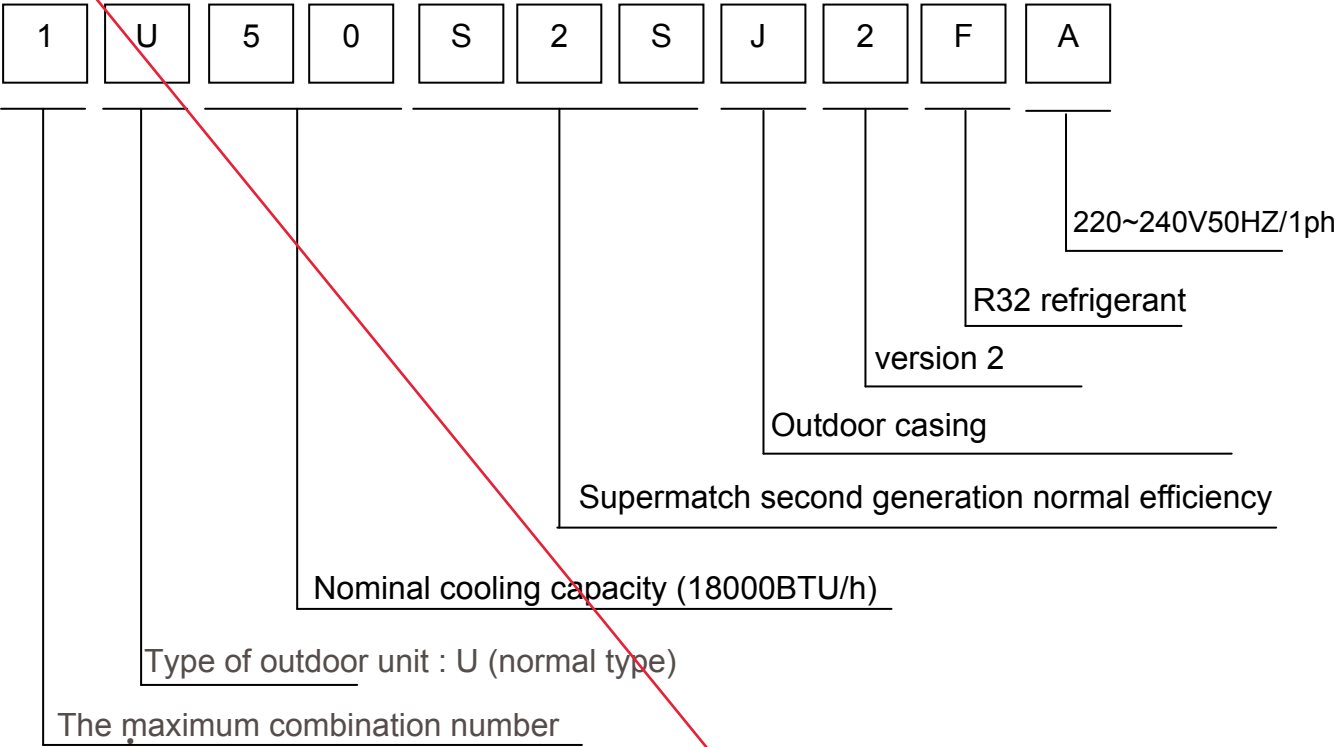 1 U 5 0 S 2 S J 2 F A
220~240V50HZ/1ph
R32 refrigerant
version 2
Outdoor casing
Supermatch second generation normal efficiency
Nominal cooling capacity (18000BTU/h)
Type of outdoor unit : U (normal type)
The maximum combination number